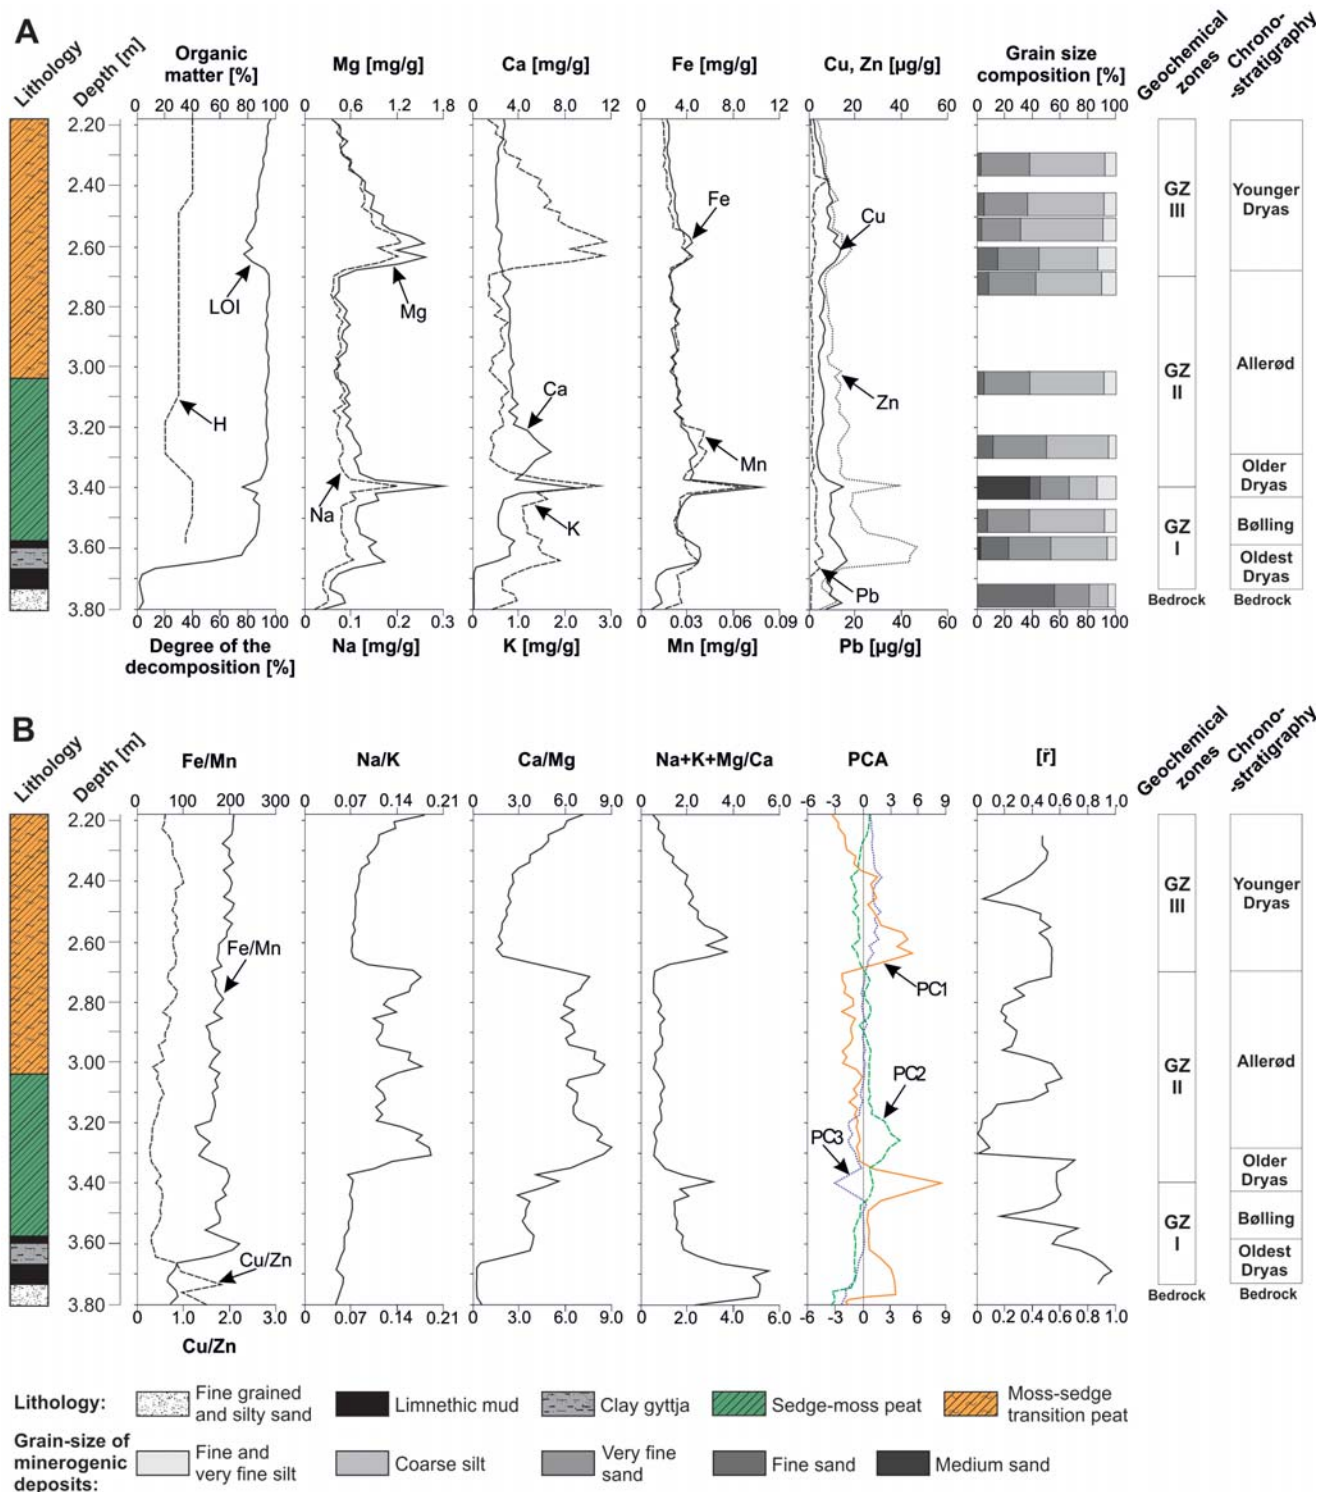 A
Lithology
Depth [m]
Organic
matter [%]
Mg [mg/g]
Ca [mg/g]
Fe [mg/g]
Cu, Zn [µg/g]
Grain size
composition [%]
Geochemical
zones
Chrono-
-stratigraphy
0 20 40 60 80 100
0 0.6 1.2 1.8
0 4.0 8.0 12
0 4.0 8.0 12
0 20 40 60
0 20 40 60 80 100
2.20
2.40
2.60
2.80
3.00
3.20
3.40
3.60
3.80
LOI
H
Mg
Na
Ca
K
Fe
Mn
Cu
Zn
Pb
GZ
III
GZ
II
GZ
I
Bedrock
Younger
Dryas
Allerød
Older
Dryas
Bølling
Oldest
Dryas
Bedrock
0 20 40 60 80 100
0 0.1 0.2 0.3
0 1.0 2.0 3.0
0 0.03 0.06 0.09
0 20 40 60
0 20 40 60 80 100
Degree of the
decomposition [%]
Na [mg/g]
K [mg/g]
Mn [mg/g]
Pb [µg/g]
B
Lithology
Depth [m]
Fe/Mn
Na/K
Ca/Mg
Na+K+Mg/Ca
PCA
[r̈]
Geochemical
zones
Chrono-
-stratigraphy
0 100 200 300
0 0.07 0.14 0.21
0 3.0 6.0 9.0
0 2.0 4.0 6.0
-6 -3 0 3 6 9
0 0.2 0.4 0.6 0.8 1.0
2.20
2.40
2.60
2.80
3.00
3.20
3.40
3.60
3.80
Fe/Mn
Cu/Zn
PC1
PC2
PC3
GZ
III
GZ
II
GZ
I
Bedrock
Younger
Dryas
Allerød
Older
Dryas
Bølling
Oldest
Dryas
Bedrock
0 1.0 2.0 3.0
0 0.07 0.14 0.21
0 3.0 6.0 9.0
0 2.0 4.0 6.0
-6 -3 0 3 6 9
0 0.2 0.4 0.6 0.8 1.0
Cu/Zn
Lithology:
Fine grained
and silty sand
Limnethic mud
Clay gyttja
Sedge-moss peat
Moss-sedge
transition peat
Grain-size of
minerogenic
deposits:
Fine and
very fine silt
Coarse silt
Very fine
sand
Fine sand
Medium sand